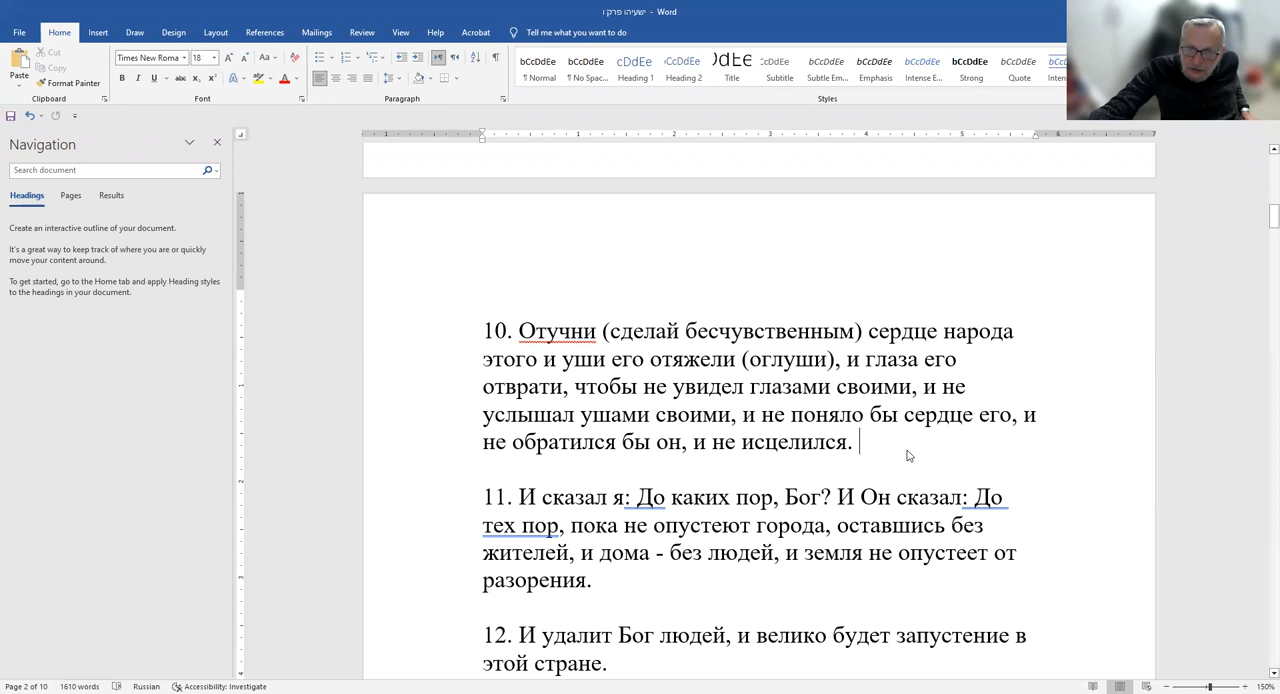 ישעיהו פרק ו - Word
File Home Insert Draw Design Layout References Mailings Review View Help Acrobat Tell me what you want to do
Paste
Cut
Copy
Format Painter
Times New Roma 18
Clipboard Font Paragraph Styles
AaBbCcDdEe AaBbCcDdEe
¶ Normal ¶ No Spac... Heading 1 Heading 2 Title Subtitle Subtle Em... Emphasis Intense E... Strong Quote
Navigation
Search document
Headings Pages Results
Create an interactive outline of your document.
It's a great way to keep track of where you are or quickly
move your content around.
To get started, go to the Home tab and apply Heading styles
to the headings in your document.
10. Отучни (сделай бесчувственным) сердце народа
этого и уши его отяжели (оглуши), и глаза его
отврати, чтобы не увидел глазами своими, и не
услышал ушами своими, и не поняло бы сердце его, и
не обратился бы он, и не исцелился.
11. И сказал я: До каких пор, Бог? И Он сказал: До
тех пор, пока не опустеют города, оставшись без
жителей, и дома - без людей, и земля не опустеет от
разорения.
12. И удалит Бог людей, и велико будет запустение в
этой стране.
Page 2 of 10 1610 words Russian Accessibility: Investigate 150%